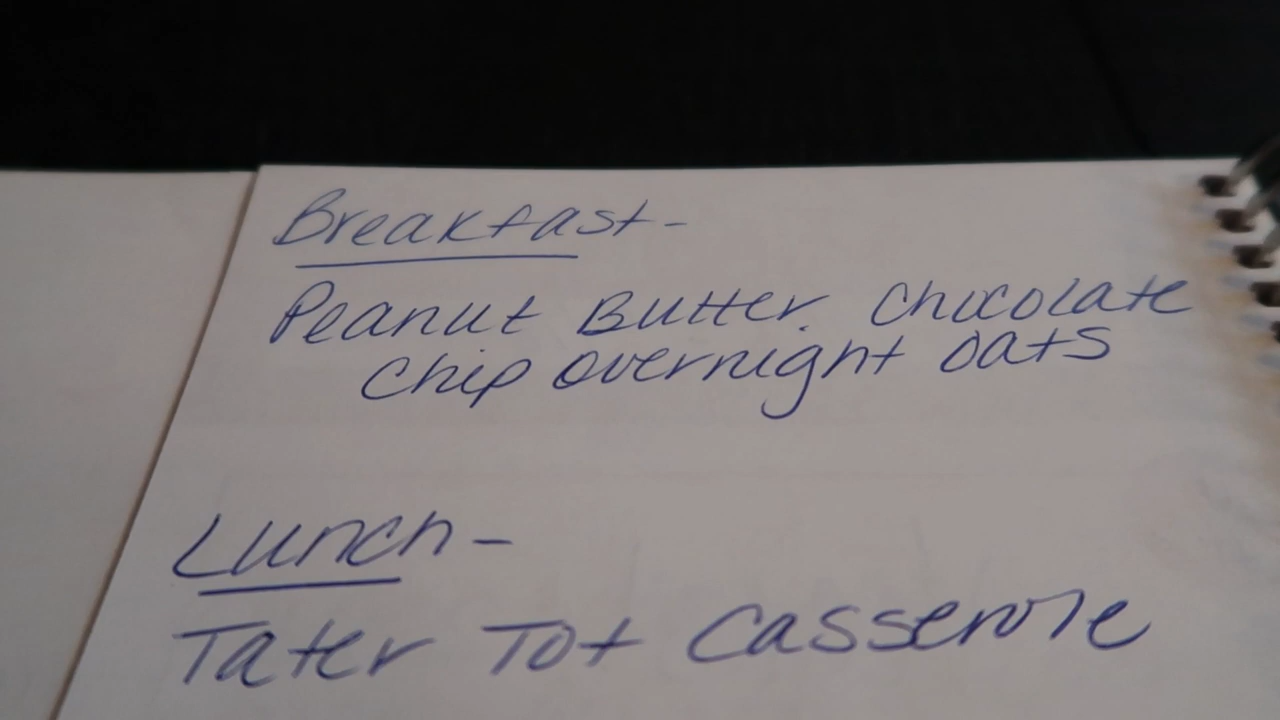 Breakfast-
Peanut Butter Chocolate
Chip overnight oats
Lunch-
Tater Tot Casserole